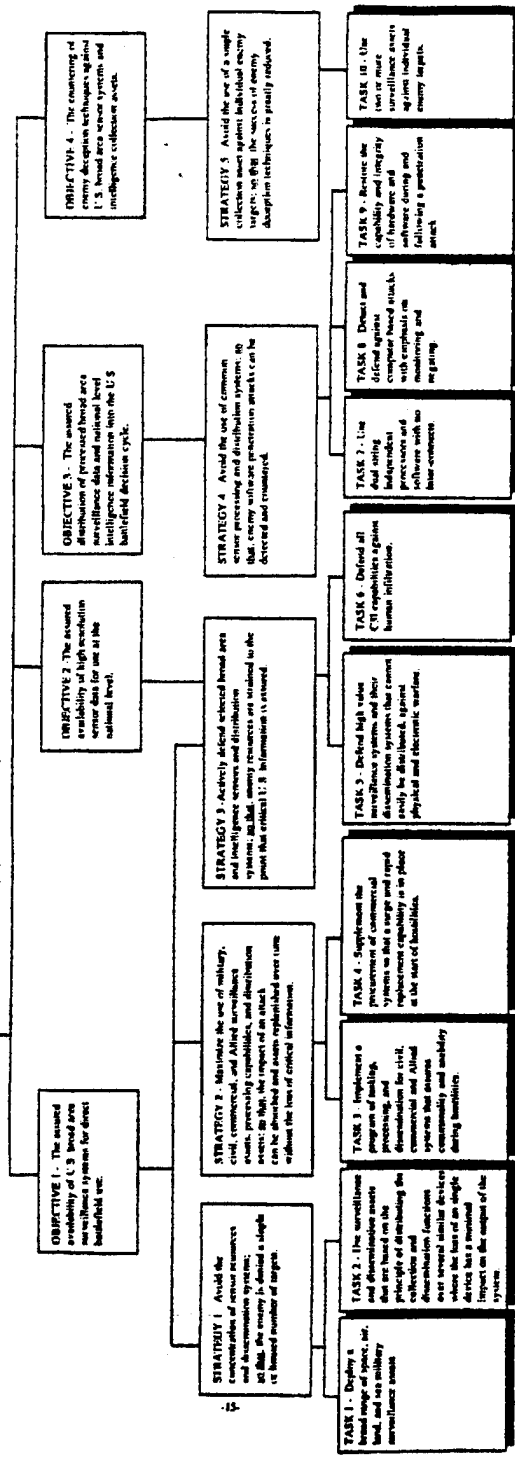 OBJECTIVE 1 - The assured
availability of U.S. broad area
surveillance systems for direct
battlefield use.
OBJECTIVE 2 - The assured
availability of high resolution
sensor data for use at the
national level.
OBJECTIVE 3 - The assured
distribution of processed broad area
surveillance data and national level
intelligence information into the U S
battlefield decision cycle.
OBJECTIVE 4 - The countering of
enemy deception techniques against
U.S. broad area sensor systems and
intelligence collection assets.
STRATEGY 1 Avoid the
concentration of sensor resources
and dissemination systems;
so that, the enemy is denied a single
or limited number of targets.
STRATEGY 2 - Maximize the use of military,
civil, commercial, and Allied surveillance
assets, processing capabilities, and distribution
assets; so that, the impact of an attack
can be absorbed and assets replenished over time
without the loss of critical information.
STRATEGY 3 - Actively defend selected broad area
and intelligence sensors and distribution
systems; so that, enemy resources are strained to the
point that critical U S information is assured.
STRATEGY 4 Avoid the use of common
sensor processing and distribution systems; so
that, enemy software penetration attacks can be
detected and countered.
STRATEGY 5 Avoid the use of a single
collection asset against individual enemy
targets; so that, the success of enemy
deception techniques is greatly reduced.
TASK 1 - Deploy a
broad range of space, air,
land, and sea military
surveillance assets
TASK 2 - Use surveillance
and dissemination assets
that are based on the
principle of distributing the
collection and
dissemination functions
over several similar devices
where the loss of an single
device has a minimal
impact on the output of the
system.
TASK 3 - Implement a
program of tasking,
processing, and
dissemination for civil,
commercial and Allied
systems that assures
commonality and usability
during hostilities.
TASK 4 - Supplement the
procurement of commercial
systems so that a surge and rapid
replacement capability is in place
at the start of hostilities.
TASK 5 - Defend high value
surveillance systems and their
dissemination systems that cannot
easily be distributed, against
physical and electronic warfare.
TASK 6 - Defend all
C3I capabilities against
human infiltration.
TASK 7 - Use
dual string
independent
processors and
software with no
inter-connects.
TASK 8 Detect and
defend against
computer based attacks
with emphasis on
monitoring and
negating.
TASK 9 - Restore the
capability and integrity
of hardware and
software during and
following a penetration
attack
TASK 10 - Use
two or more
surveillance assets
against individual
enemy targets.
-15-